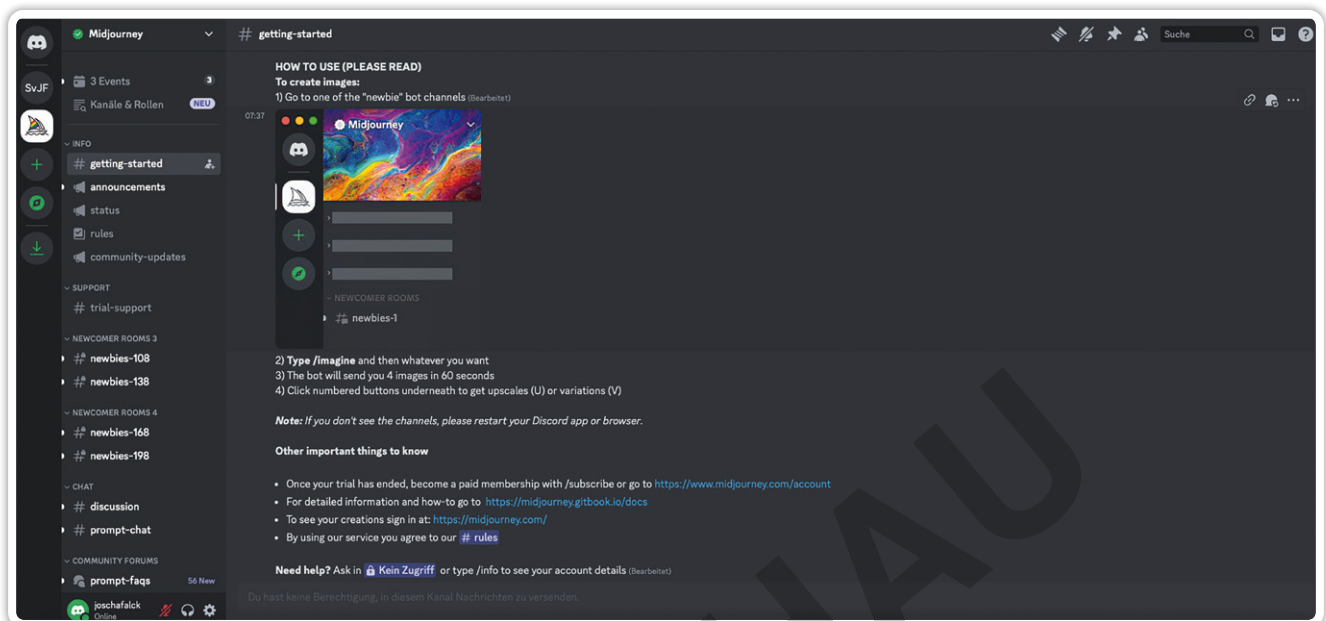 Midjourney
3 Events
3
Kanäle & Rollen
NEU
INFO
getting-started
announcements
status
rules
community-updates
SUPPORT
trial-support
NEWCOMER ROOMS 3
newbies-108
newbies-138
NEWCOMER ROOMS 4
newbies-168
newbies-198
CHAT
discussion
prompt-chat
COMMUNITY FORUMS
prompt-faqs
56 New
joschafalck
Online
SvJF
# getting-started
Suche
HOW TO USE (PLEASE READ)
To create images:
1) Go to one of the "newbie" bot channels (Bearbeitet)
07:37
Midjourney
NEWCOMER ROOMS
newbies-1
2) Type /imagine and then whatever you want
3) The bot will send you 4 images in 60 seconds
4) Click numbered buttons underneath to get upscales (U) or variations (V)
Note: If you don't see the channels, please restart your Discord app or browser.
Other important things to know
• Once your trial has ended, become a paid membership with /subscribe or go to https://www.midjourney.com/account
• For detailed information and how-to go to https://midjourney.gitbook.io/docs
• To see your creations sign in at: https://midjourney.com/
• By using our service you agree to our # rules
Need help? Ask in Kein Zugriff or type /info to see your account details (Bearbeitet)
Du hast keine Berechtigung, in diesem Kanal Nachrichten zu versenden.